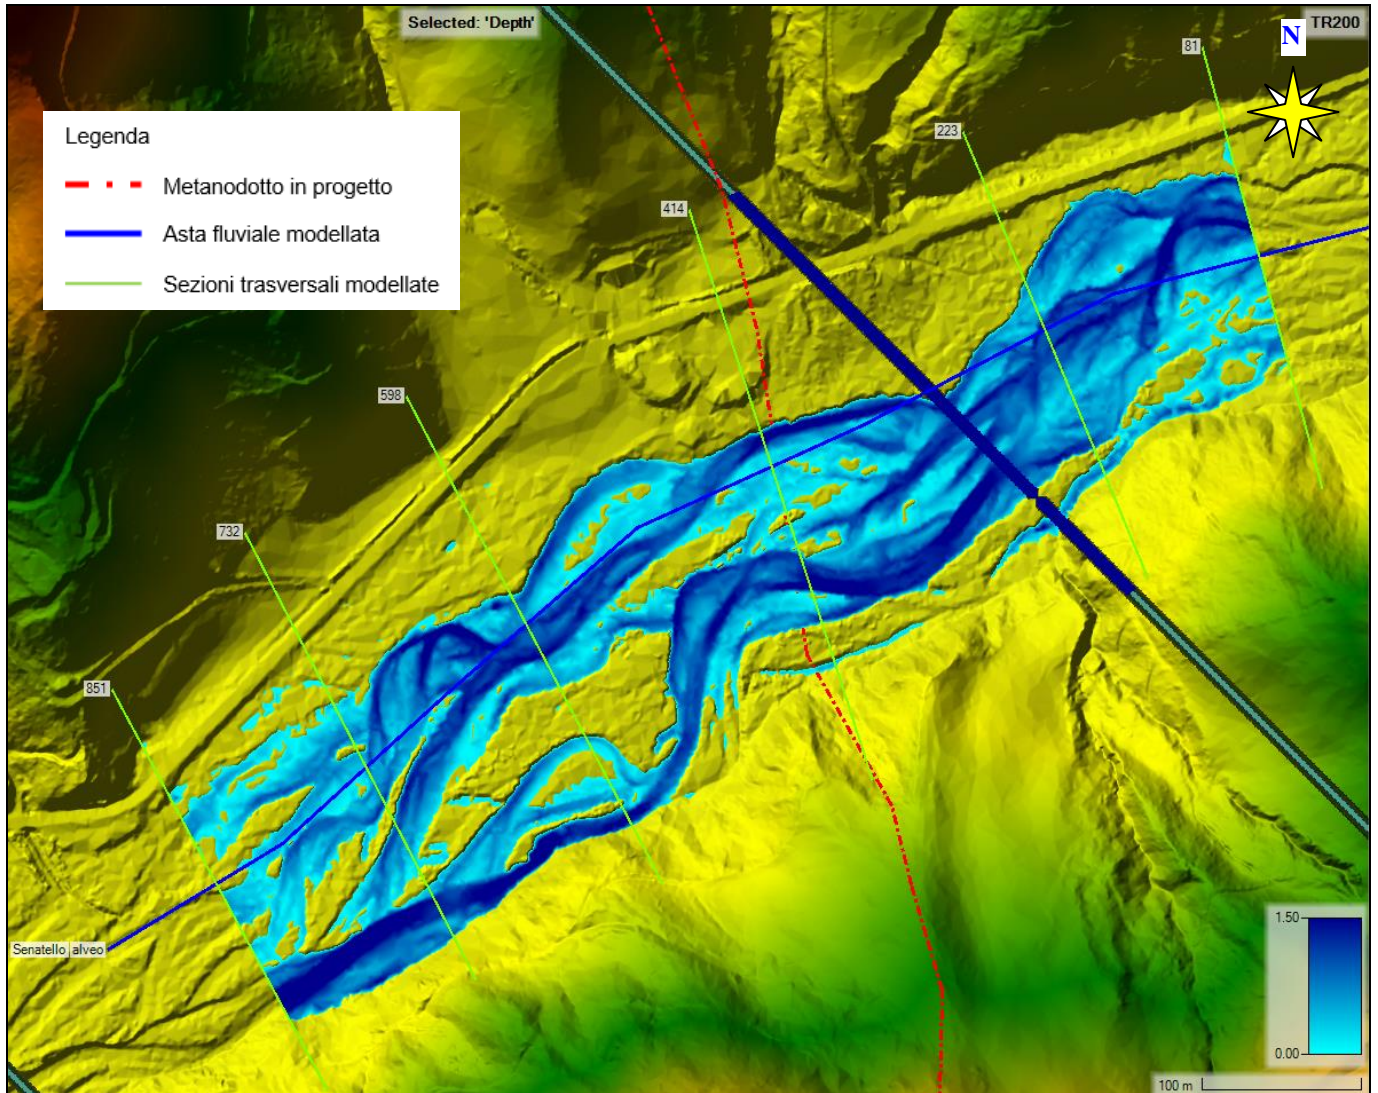 Selected: 'Depth'
TR200
N
81
223
414
598
732
851
Legenda
Metanodotto in progetto
Asta fluviale modellata
Sezioni trasversali modellate
Senatello alveo
1.50
0.00
100 m